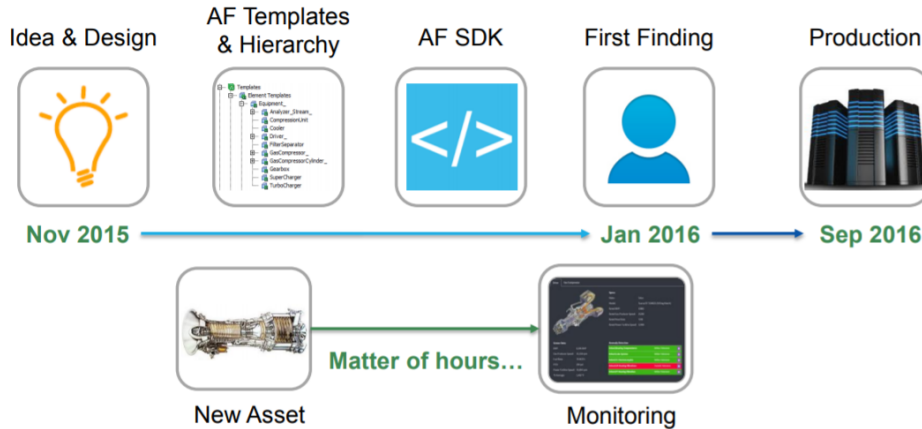 Idea & Design
AF Templates
& Hierarchy
AF SDK
First Finding
Production
Templates
Element Templates
Equipment_
Analyzer_Stream_
CompressionUnit
Cooler
Driver_
FilterSeparator
GasCompressor_
GasCompressorCylinder_
Gearbox
SuperCharger
TurboCharger
</>
Nov 2015
Jan 2016
Sep 2016
Matter of hours…
New Asset
Monitoring